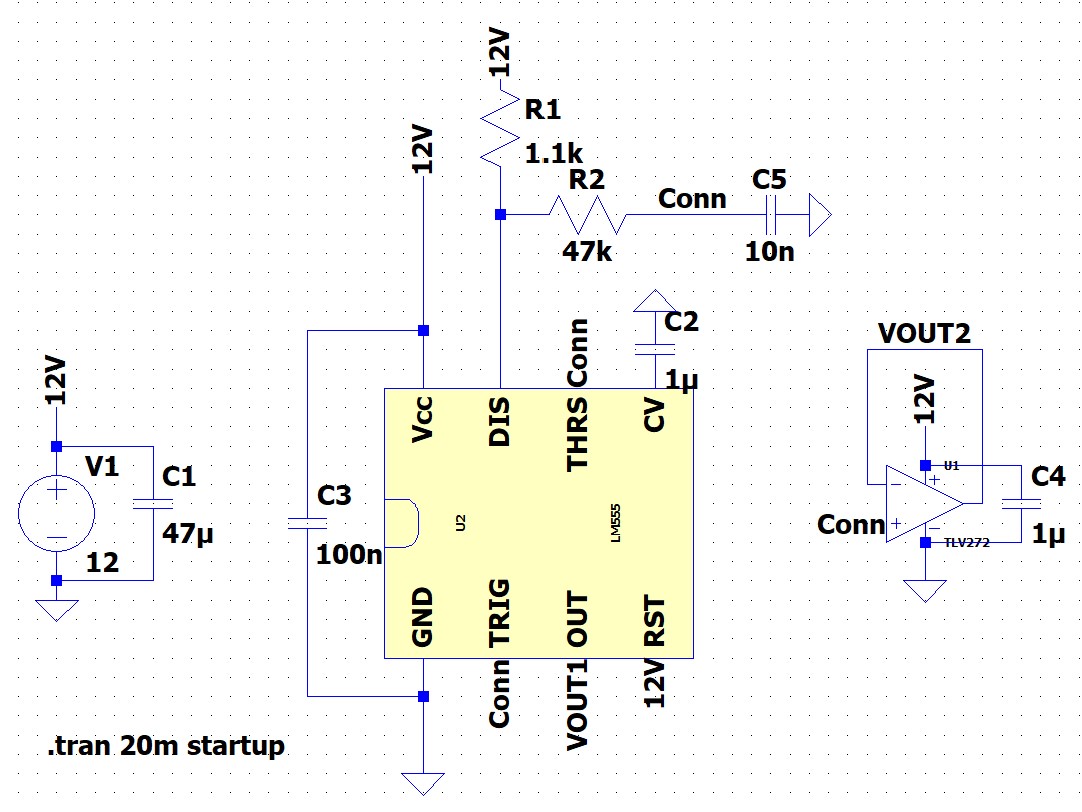 12V
R1
1.1k
12V
R2
47k
Conn
C5
10n
C2
1µ
Conn
VCC
DIS
THRS
CV
C3
100n
U2
LM555
GND
TRIG
OUT
RST
Conn
VOUT1
12V
12V
V1
12
C1
47µ
VOUT2
12V
U1
−
+
+
−
Conn
TLV272
C4
1µ
.tran 20m startup